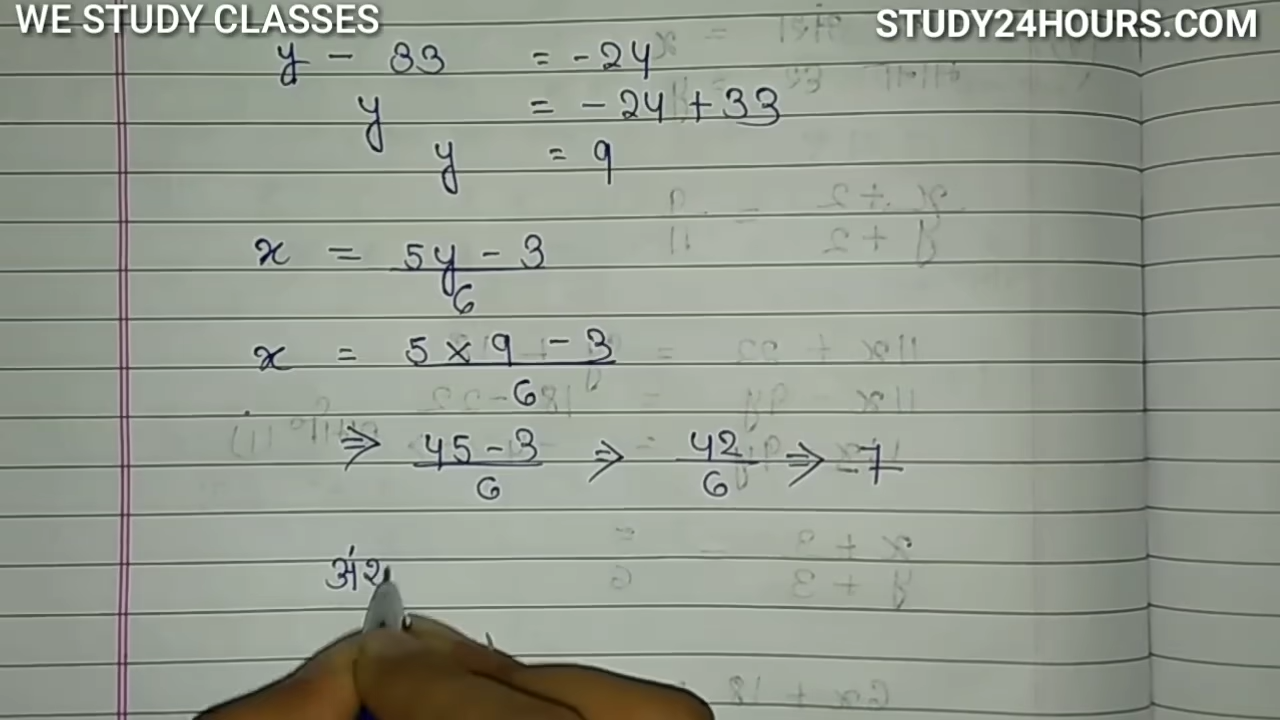 WE STUDY CLASSES
STUDY24HOURS.COM
y - 33 = -24
y = -24 + 33
y = 9
x = 5y - 3
6
x = 5 × 9 - 3
6
⇒ 45 - 3 ⇒ 42 ⇒ 7
6 6